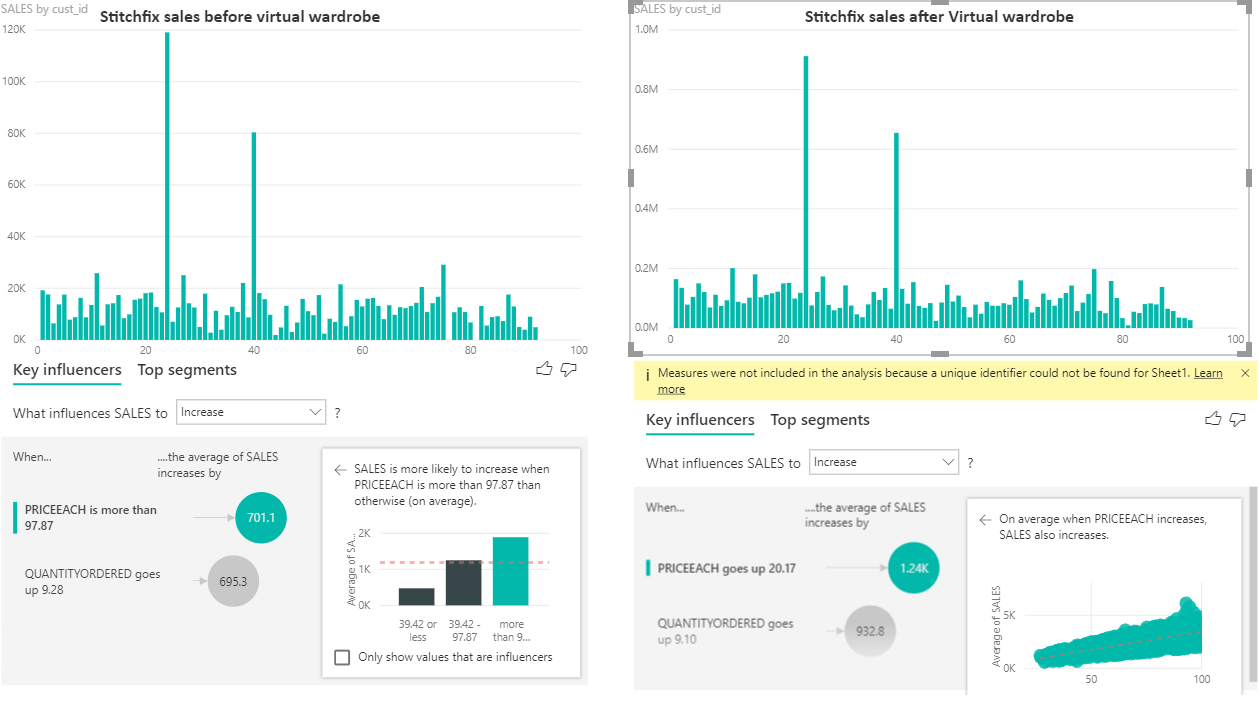 SALES by cust_id
Stitchfix sales before virtual wardrobe
120K
100K
80K
60K
40K
20K
0K
0
20
40
60
80
100
Key influencers
Top segments
What influences SALES to
Increase
?
When...
....the average of SALES
increases by
PRICEEACH is more than
97.87
701.1
QUANTITYORDERED goes
up 9.28
695.3
SALES is more likely to increase when
PRICEEACH is more than 97.87 than
otherwise (on average).
Average of SA...
2K
1K
0K
39.42 or
less
39.42 -
97.87
more
than 9...
Only show values that are influencers
SALES by cust_id
Stitchfix sales after Virtual wardrobe
1.0M
0.8M
0.6M
0.4M
0.2M
0.0M
0
20
40
60
80
100
i
Measures were not included in the analysis because a unique identifier could not be found for Sheet1. Learn
more
Key influencers
Top segments
What influences SALES to
Increase
?
When...
....the average of SALES
increases by
PRICEEACH goes up 20.17
1.24K
QUANTITYORDERED goes
up 9.10
932.8
On average when PRICEEACH increases,
SALES also increases.
Average of SALES
5K
0K
50
100